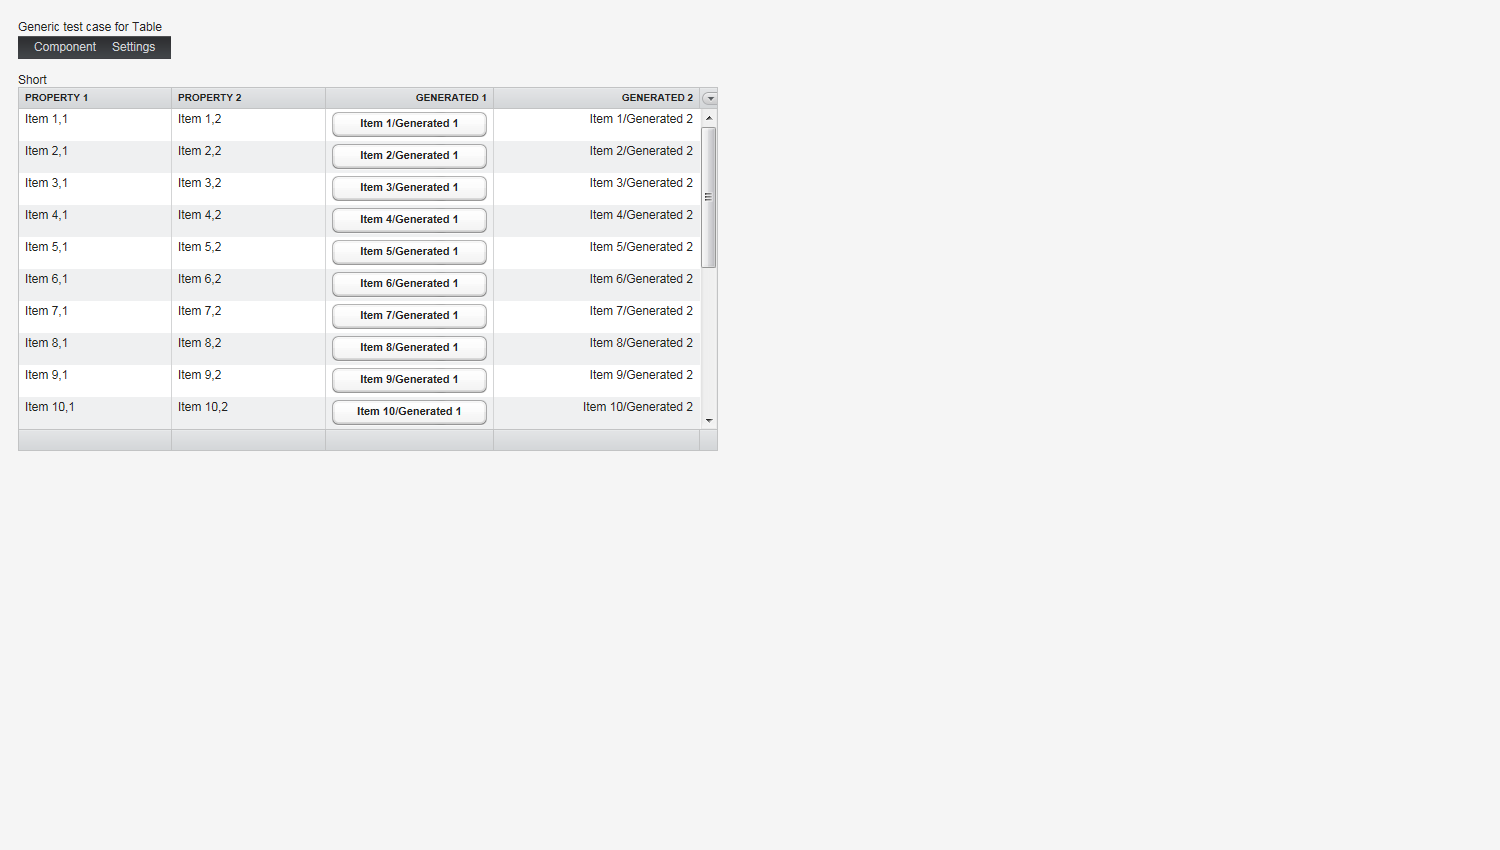 Generic test case for Table
Component Settings
Short
PROPERTY 1 PROPERTY 2 GENERATED 1 GENERATED 2
Item 1,1 Item 1,2 Item 1/Generated 1 Item 1/Generated 2
Item 2,1 Item 2,2 Item 2/Generated 1 Item 2/Generated 2
Item 3,1 Item 3,2 Item 3/Generated 1 Item 3/Generated 2
Item 4,1 Item 4,2 Item 4/Generated 1 Item 4/Generated 2
Item 5,1 Item 5,2 Item 5/Generated 1 Item 5/Generated 2
Item 6,1 Item 6,2 Item 6/Generated 1 Item 6/Generated 2
Item 7,1 Item 7,2 Item 7/Generated 1 Item 7/Generated 2
Item 8,1 Item 8,2 Item 8/Generated 1 Item 8/Generated 2
Item 9,1 Item 9,2 Item 9/Generated 1 Item 9/Generated 2
Item 10,1 Item 10,2 Item 10/Generated 1 Item 10/Generated 2